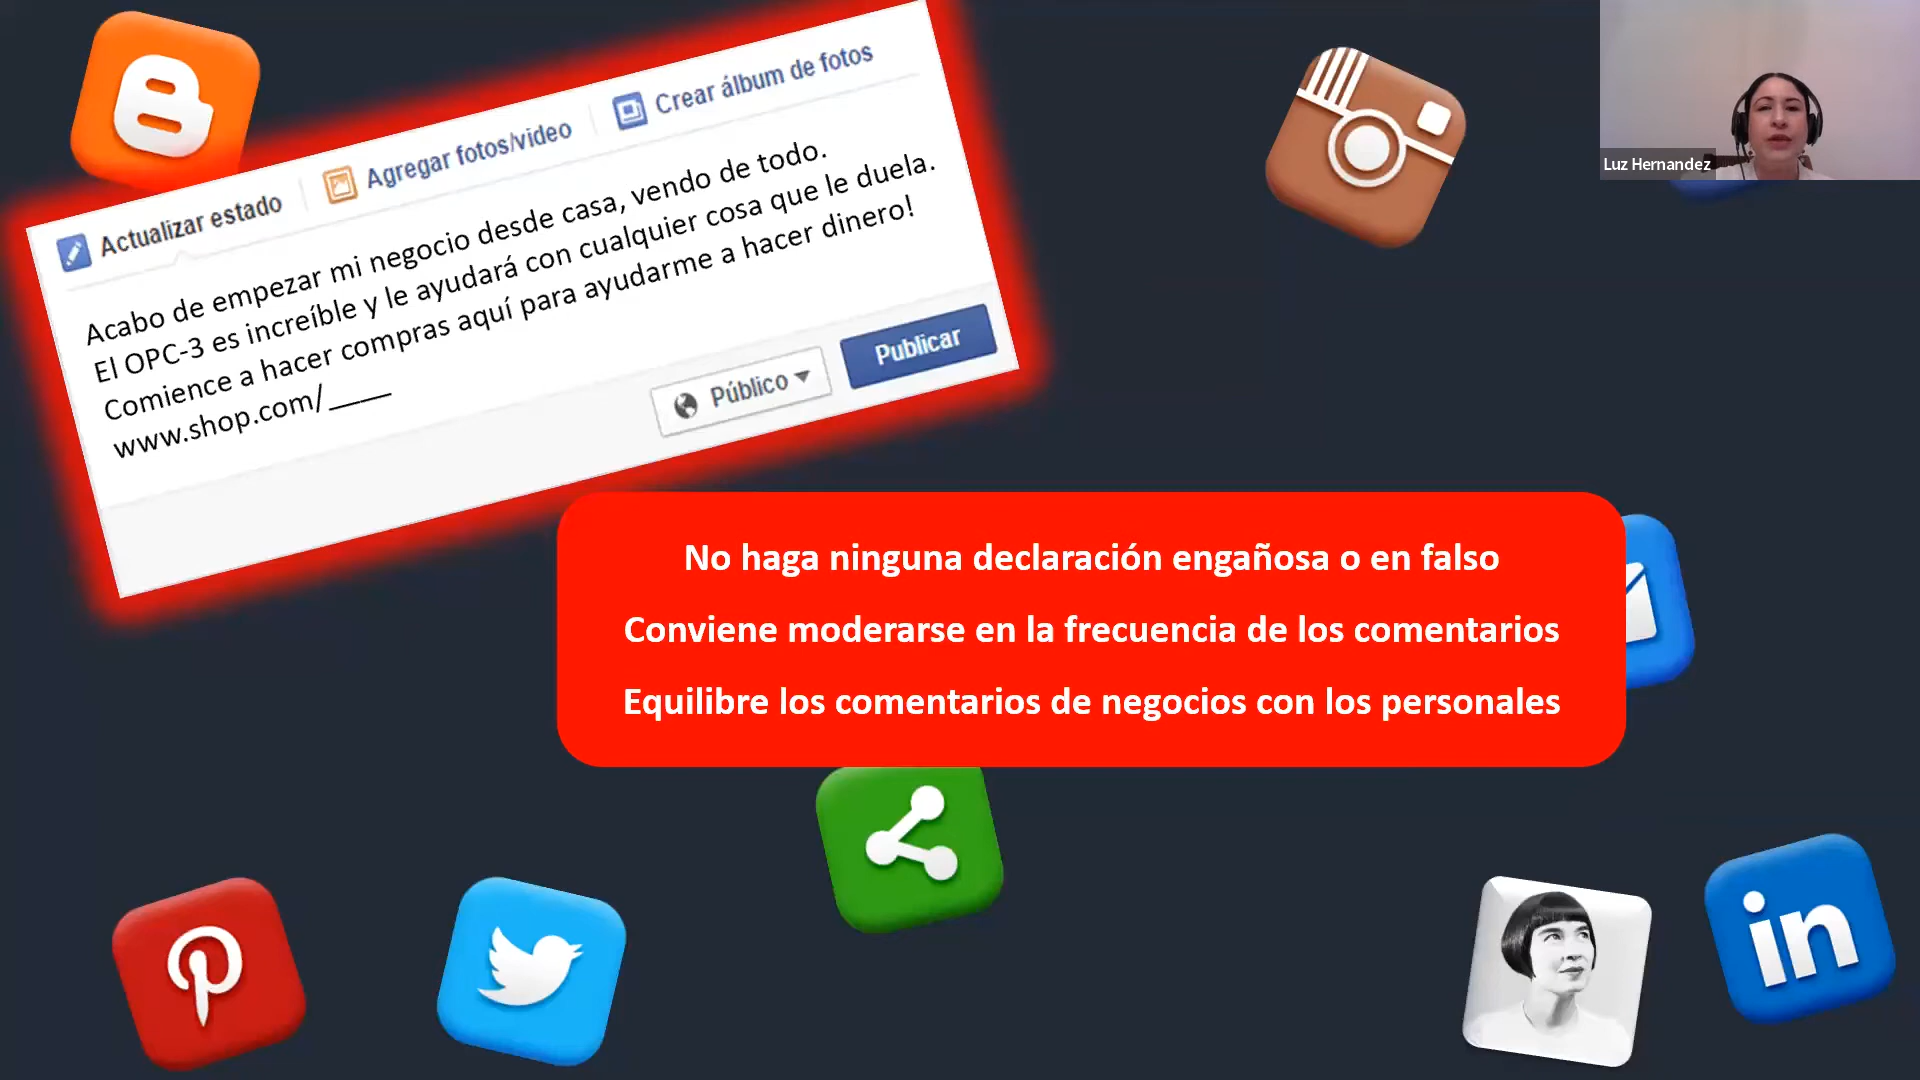 Actualizar estado
Agregar fotos/video
Crear álbum de fotos
Acabo de empezar mi negocio desde casa, vendo de todo.
El OPC-3 es increíble y le ayudará con cualquier cosa que le duela.
Comience a hacer compras aquí para ayudarme a hacer dinero!
www.shop.com/____
Público
Publicar
Luz Hernandez
No haga ninguna declaración engañosa o en falso
Conviene moderarse en la frecuencia de los comentarios
Equilibre los comentarios de negocios con los personales
in